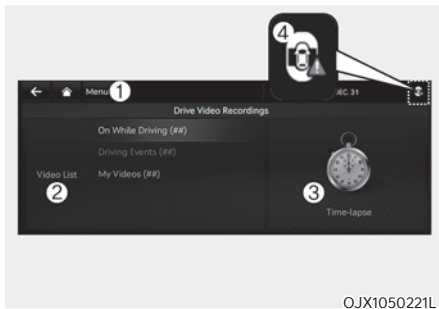 4
Menu 1 DEC. 31
Drive Video Recordings
On While Driving (##)
Driving Events (##)
Video List
2
My Videos (##)
3
Time-lapse
OJX1050221L